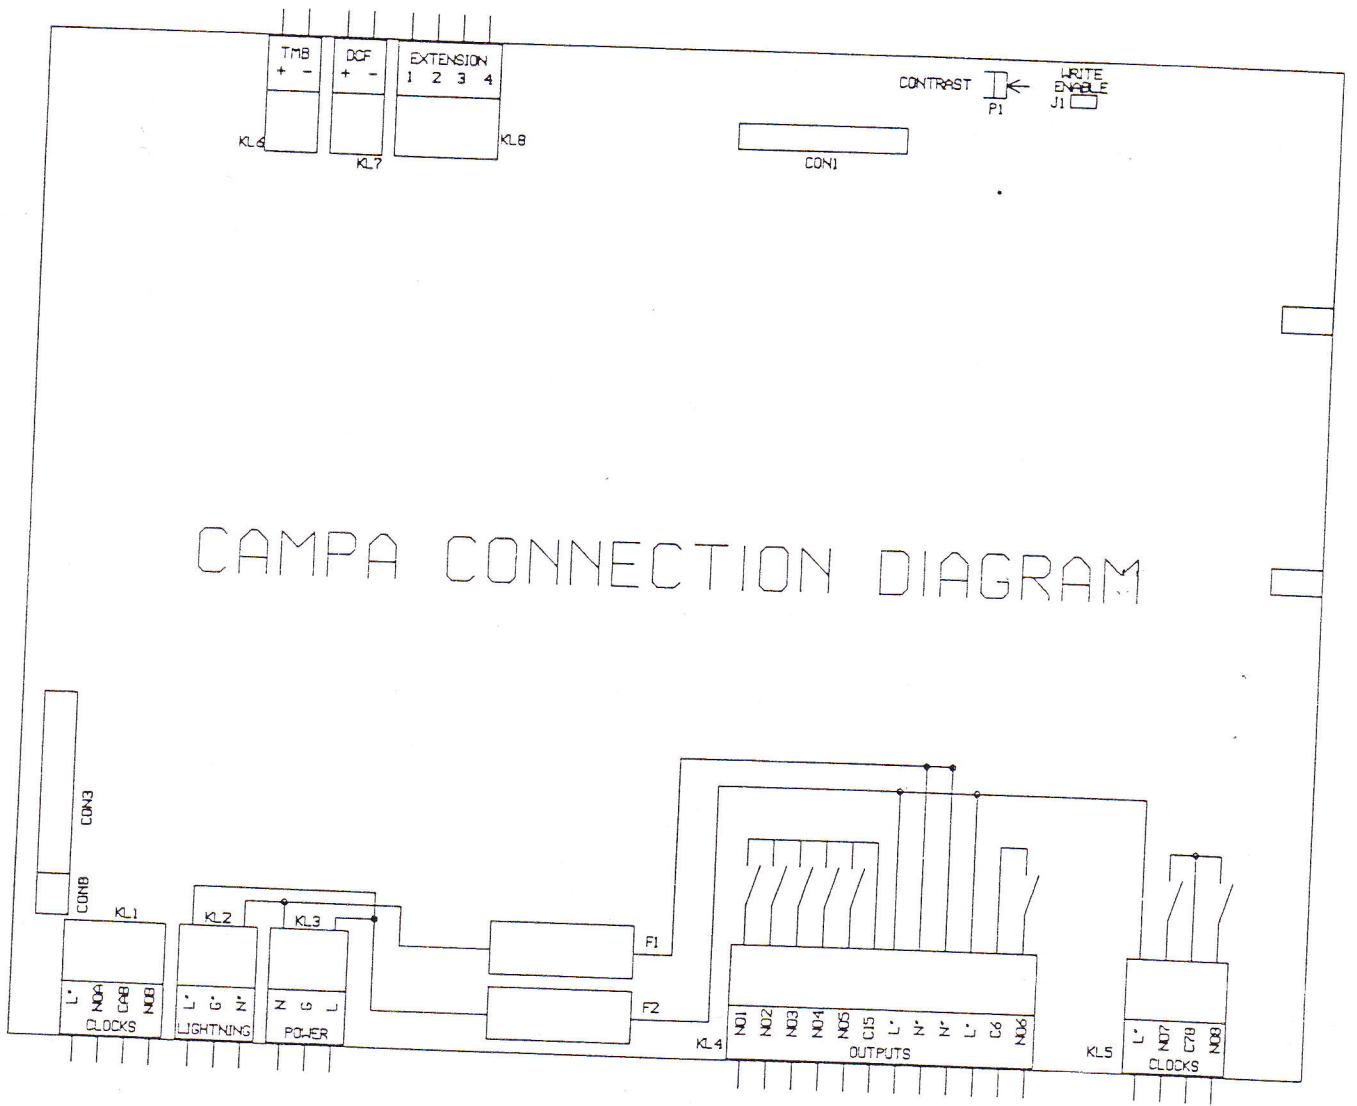 TMB
+ -
DCF
+ -
EXTENSION
1 2 3 4
KL6
KL7
KL8
CONTRAST
P1
WRITE
ENABLE
J1
CON1
CAMPA CONNECTION DIAGRAM
CON3
CON8
KL1
L* NOA CAB NOB
CLOCKS
KL2
L* G* N*
LIGHTNING
KL3
N G L
POWER
F1
F2
KL4
NO1 NO2 NO3 NO4 NO5 C15 L* N* N* L* C6 NO6
OUTPUTS
KL5
L* NO7 C78 NO8
CLOCKS